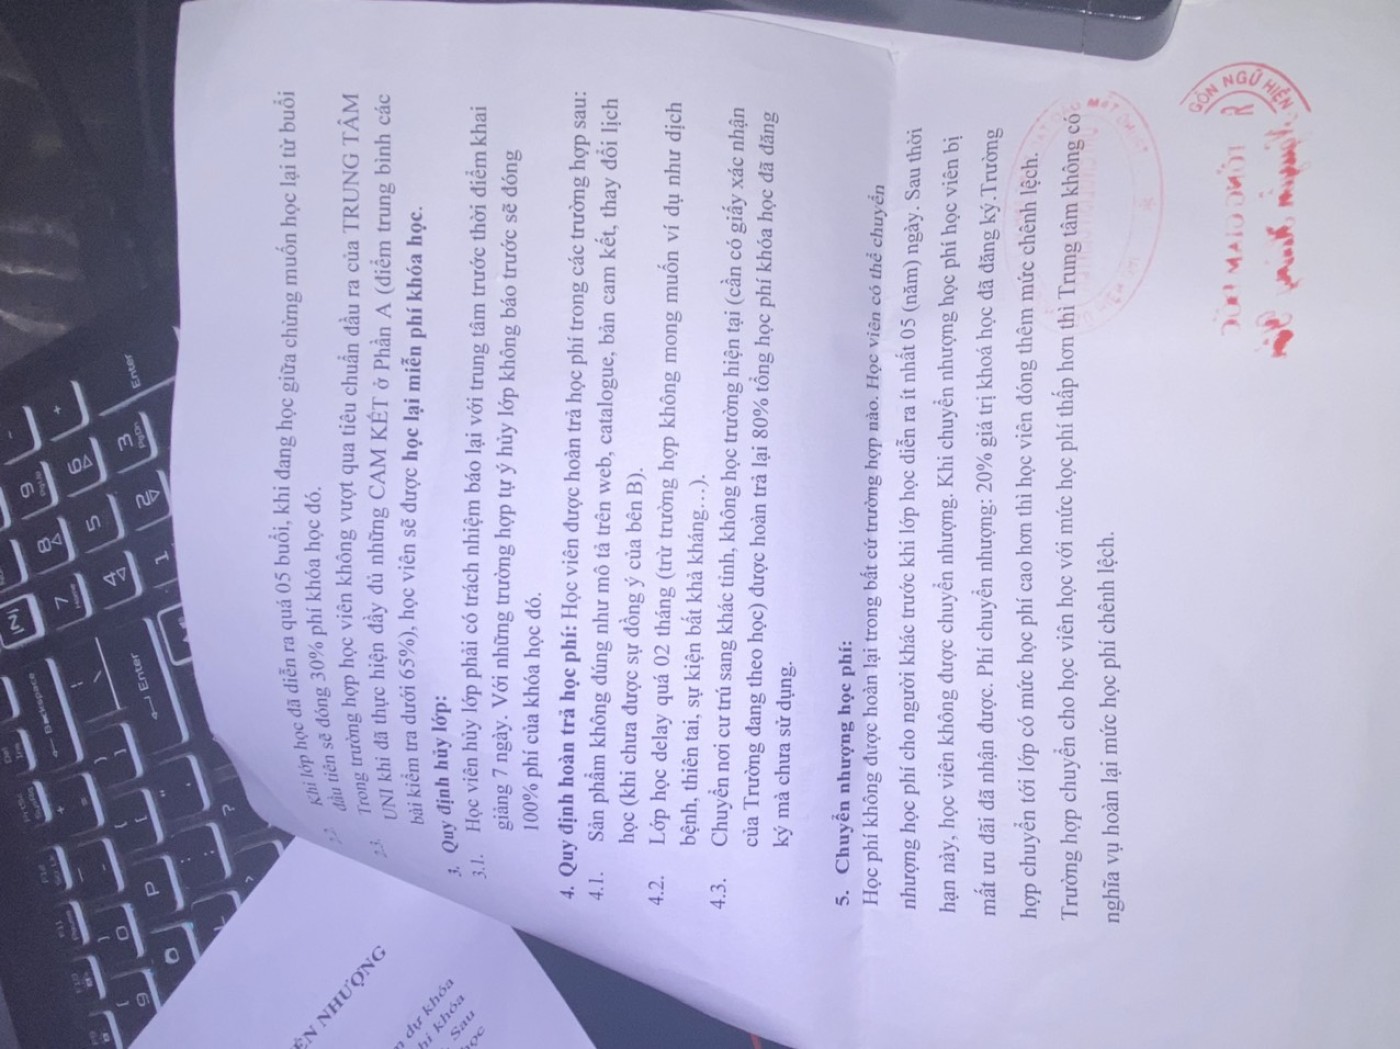 2.2. Khi lớp học đã diễn ra quá 05 buổi, khi đang học giữa chừng muốn học lại từ buổi
đầu tiên sẽ đóng 30% phí khóa học đó.
2.3. Trong trường hợp học viên không vượt qua tiêu chuẩn đầu ra của TRUNG TÂM
UNI khi đã thực hiện đầy đủ những CAM KẾT ở Phần A (điểm trung bình các
bài kiểm tra dưới 65%), học viên sẽ được học lại miễn phí khóa học.
3. Quy định hủy lớp:
3.1. Học viên hủy lớp phải có trách nhiệm báo lại với trung tâm trước thời điểm khai
giảng 7 ngày. Với những trường hợp tự ý hủy lớp không báo trước sẽ đóng
100% phí của khóa học đó.
4. Quy định hoàn trả học phí: Học viên được hoàn trả học phí trong các trường hợp sau:
4.1. Sản phẩm không đúng như mô tả trên web, catalogue, bản cam kết, thay đổi lịch
học (khi chưa được sự đồng ý của bên B).
4.2. Lớp học delay quá 02 tháng (trừ trường hợp không mong muốn ví dụ như dịch
bệnh, thiên tai, sự kiện bất khả kháng…).
4.3. Chuyển nơi cư trú sang khác tỉnh, không học trường hiện tại (cần có giấy xác nhận
của Trường đang theo học) được hoàn trả lại 80% tổng học phí khóa học đã đăng
ký mà chưa sử dụng.
5. Chuyển nhượng học phí:
Học phí không được hoàn lại trong bất cứ trường hợp nào. Học viên có thể chuyển
nhượng học phí cho người khác trước khi lớp học diễn ra ít nhất 05 (năm) ngày. Sau thời
hạn này, học viên không được chuyển nhượng. Khi chuyển nhượng học phí học viên bị
mất ưu đãi đã nhận được. Phí chuyển nhượng: 20% giá trị khoá học đã đăng ký. Trường
hợp chuyển tới lớp có mức học phí cao hơn thì học viên đóng thêm mức chênh lệch.
Trường hợp chuyển cho học viên học với mức học phí thấp hơn thì Trung tâm không có
nghĩa vụ hoàn lại mức học phí chênh lệch.
GÒN NGỮ HIỆN
ÊN NHƯỢNG
dự khóa
khóa
Sau
học
Backspace
Enter
Enter
7
8
9
4
5
6
1
2
3
9
0
P